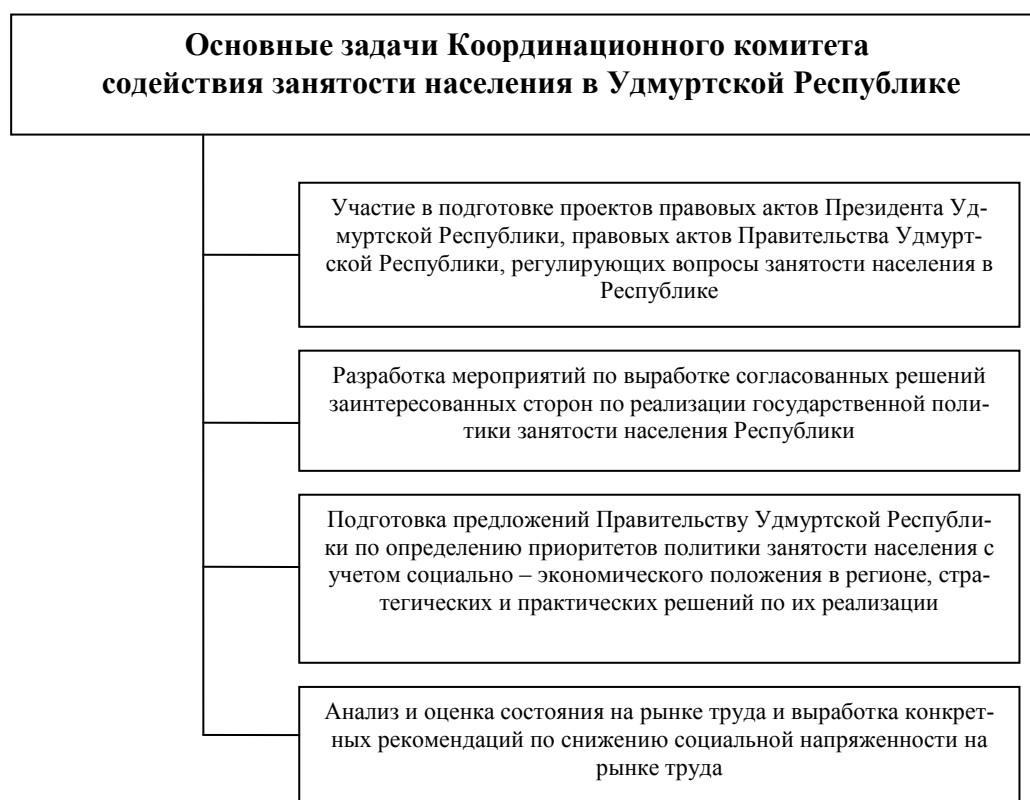 Основные задачи Координационного комитета
содействия занятости населения в Удмуртской Республике
Участие в подготовке проектов правовых актов Президента Уд-
муртской Республики, правовых актов Правительства Удмурт-
ской Республики, регулирующих вопросы занятости населения в
Республике
Разработка мероприятий по выработке согласованных решений
заинтересованных сторон по реализации государственной поли-
тики занятости населения Республики
Подготовка предложений Правительству Удмуртской Республи-
ки по определению приоритетов политики занятости населения с
учетом социально – экономического положения в регионе, стра-
тегических и практических решений по их реализации
Анализ и оценка состояния на рынке труда и выработка конкрет-
ных рекомендаций по снижению социальной напряженности на
рынке труда